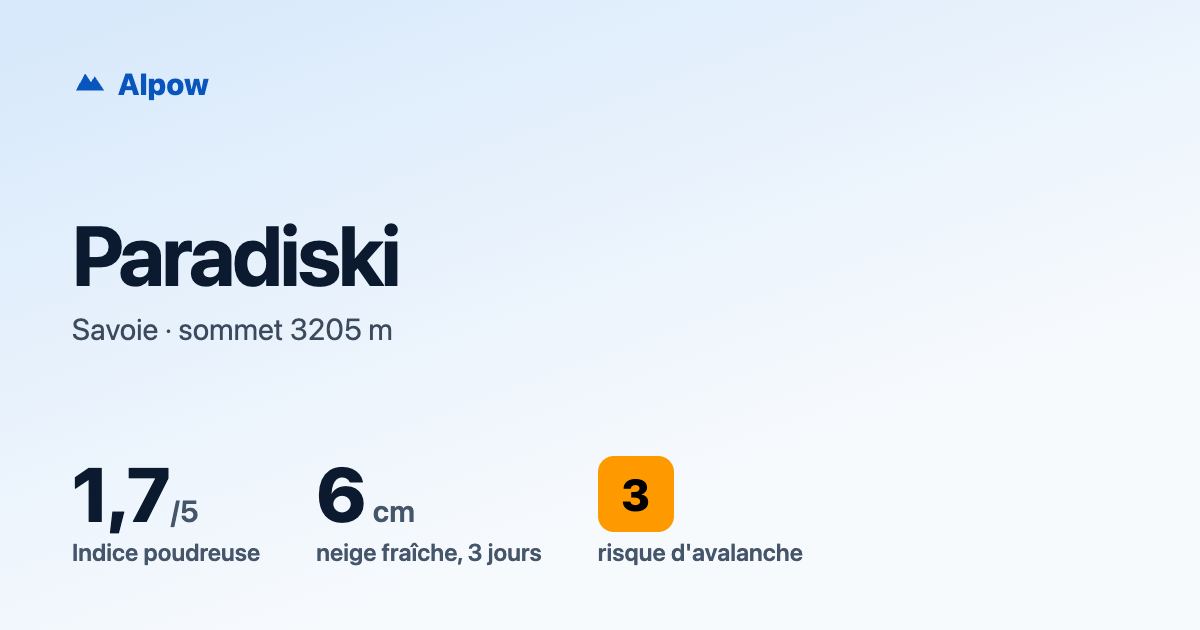 Alpow
Paradiski
Savoie · sommet 3205 m
1,7/5
Indice poudreuse
6 cm
neige fraîche, 3 jours
3
risque d'avalanche